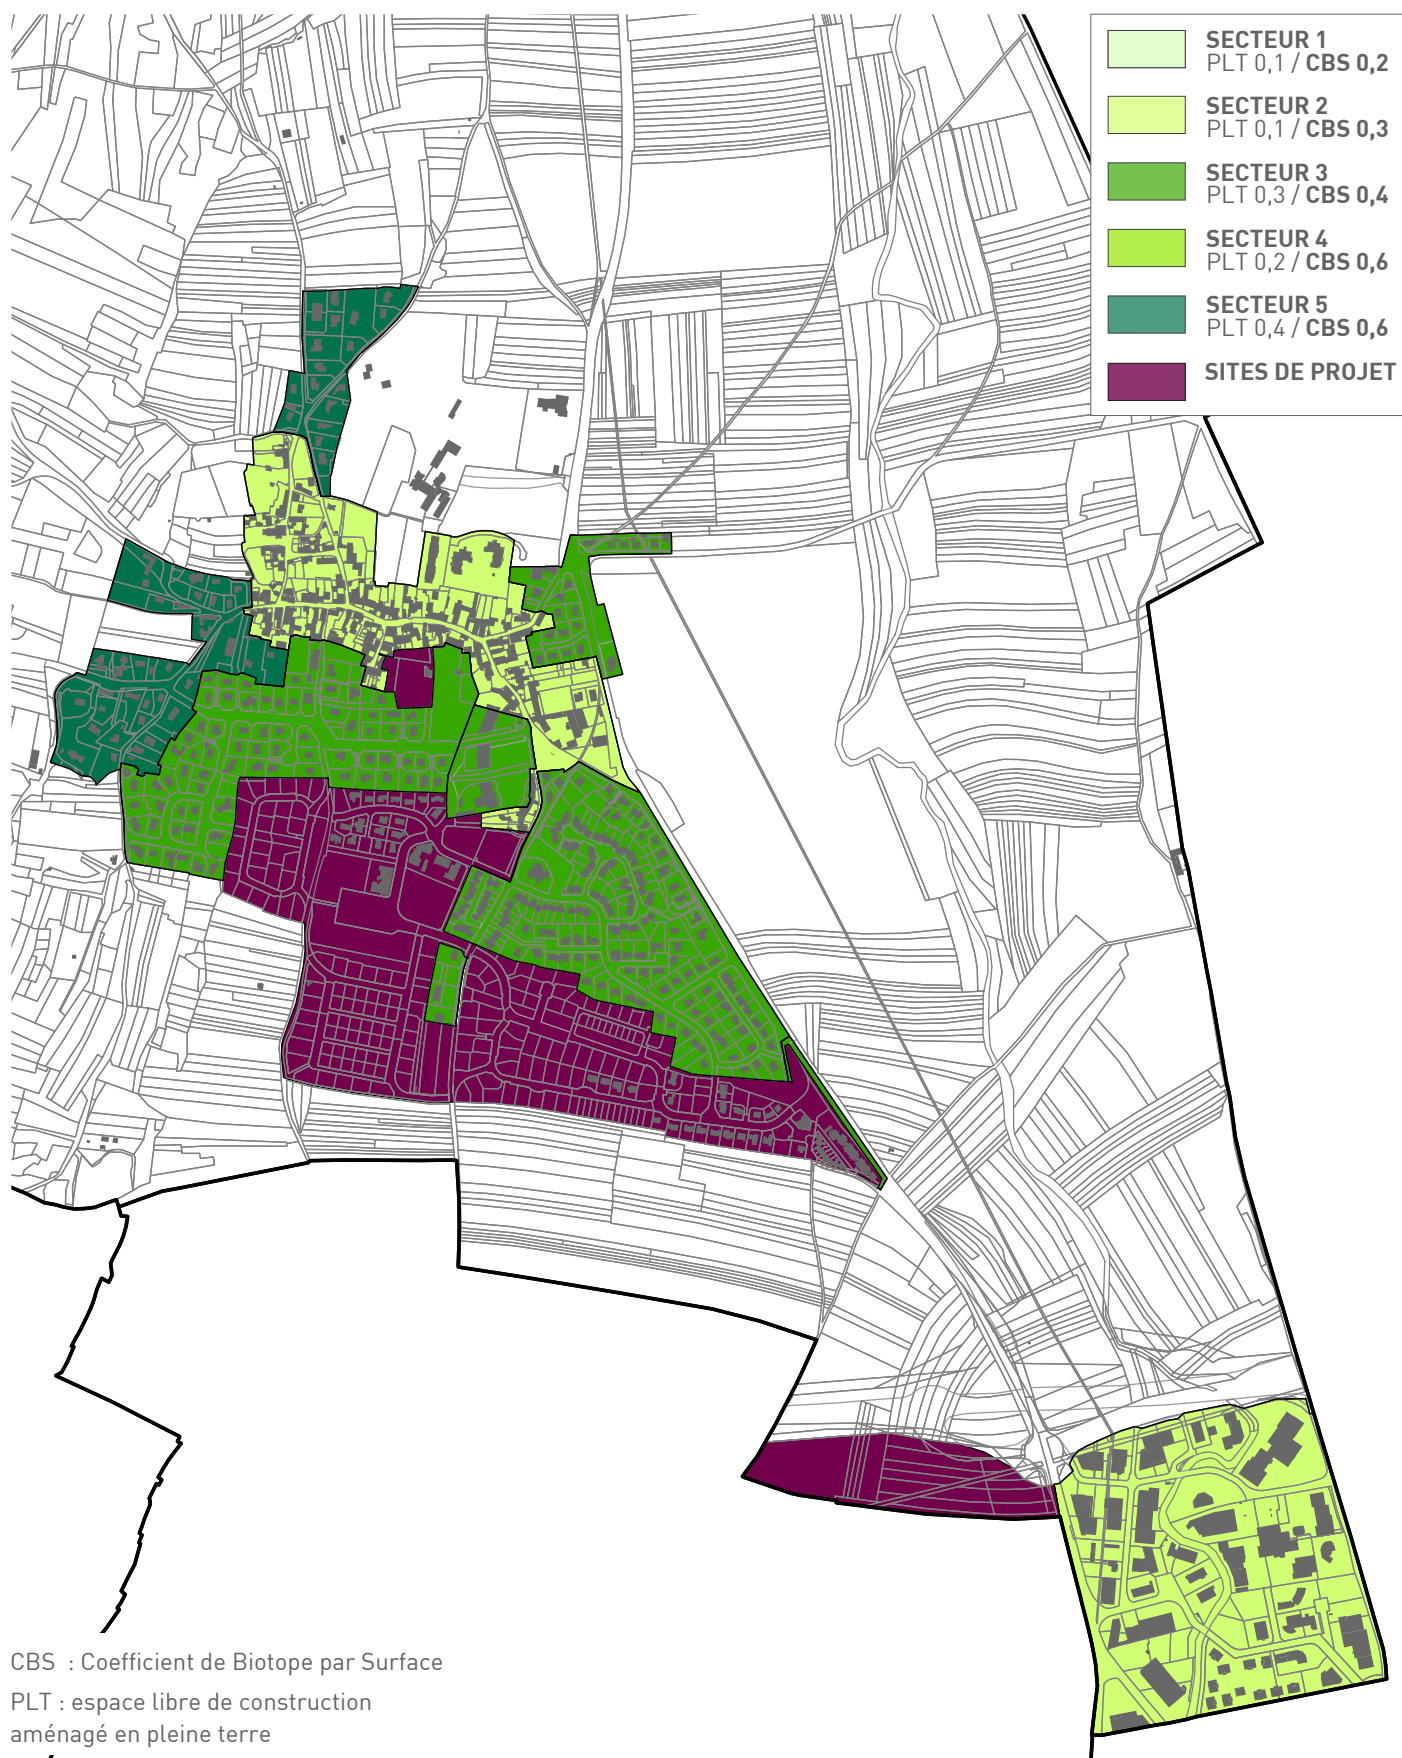 SECTEUR 1
PLT 0,1 / CBS 0,2
SECTEUR 2
PLT 0,1 / CBS 0,3
SECTEUR 3
PLT 0,3 / CBS 0,4
SECTEUR 4
PLT 0,2 / CBS 0,6
SECTEUR 5
PLT 0,4 / CBS 0,6
SITES DE PROJET
CBS : Coefficient de Biotope par Surface
PLT : espace libre de construction
aménagé en pleine terre